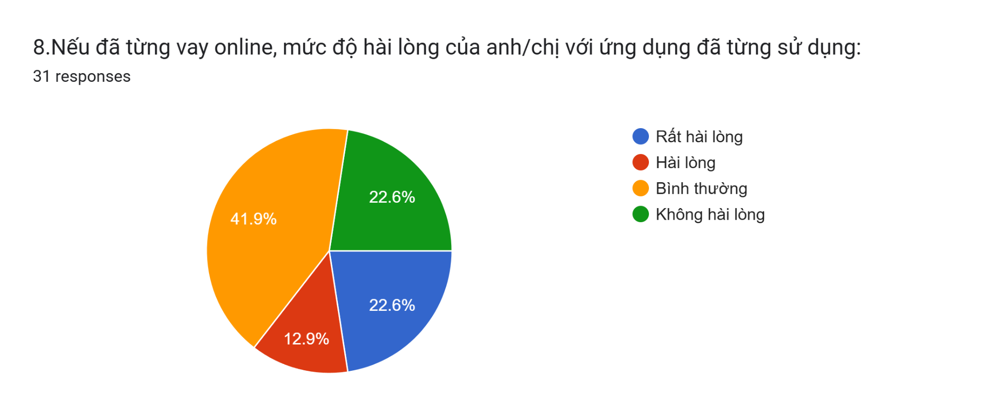 8.Nếu đã từng vay online, mức độ hài lòng của anh/chị với ứng dụng đã từng sử dụng:
31 responses
22.6%
41.9%
22.6%
12.9%
Rất hài lòng
Hài lòng
Bình thường
Không hài lòng